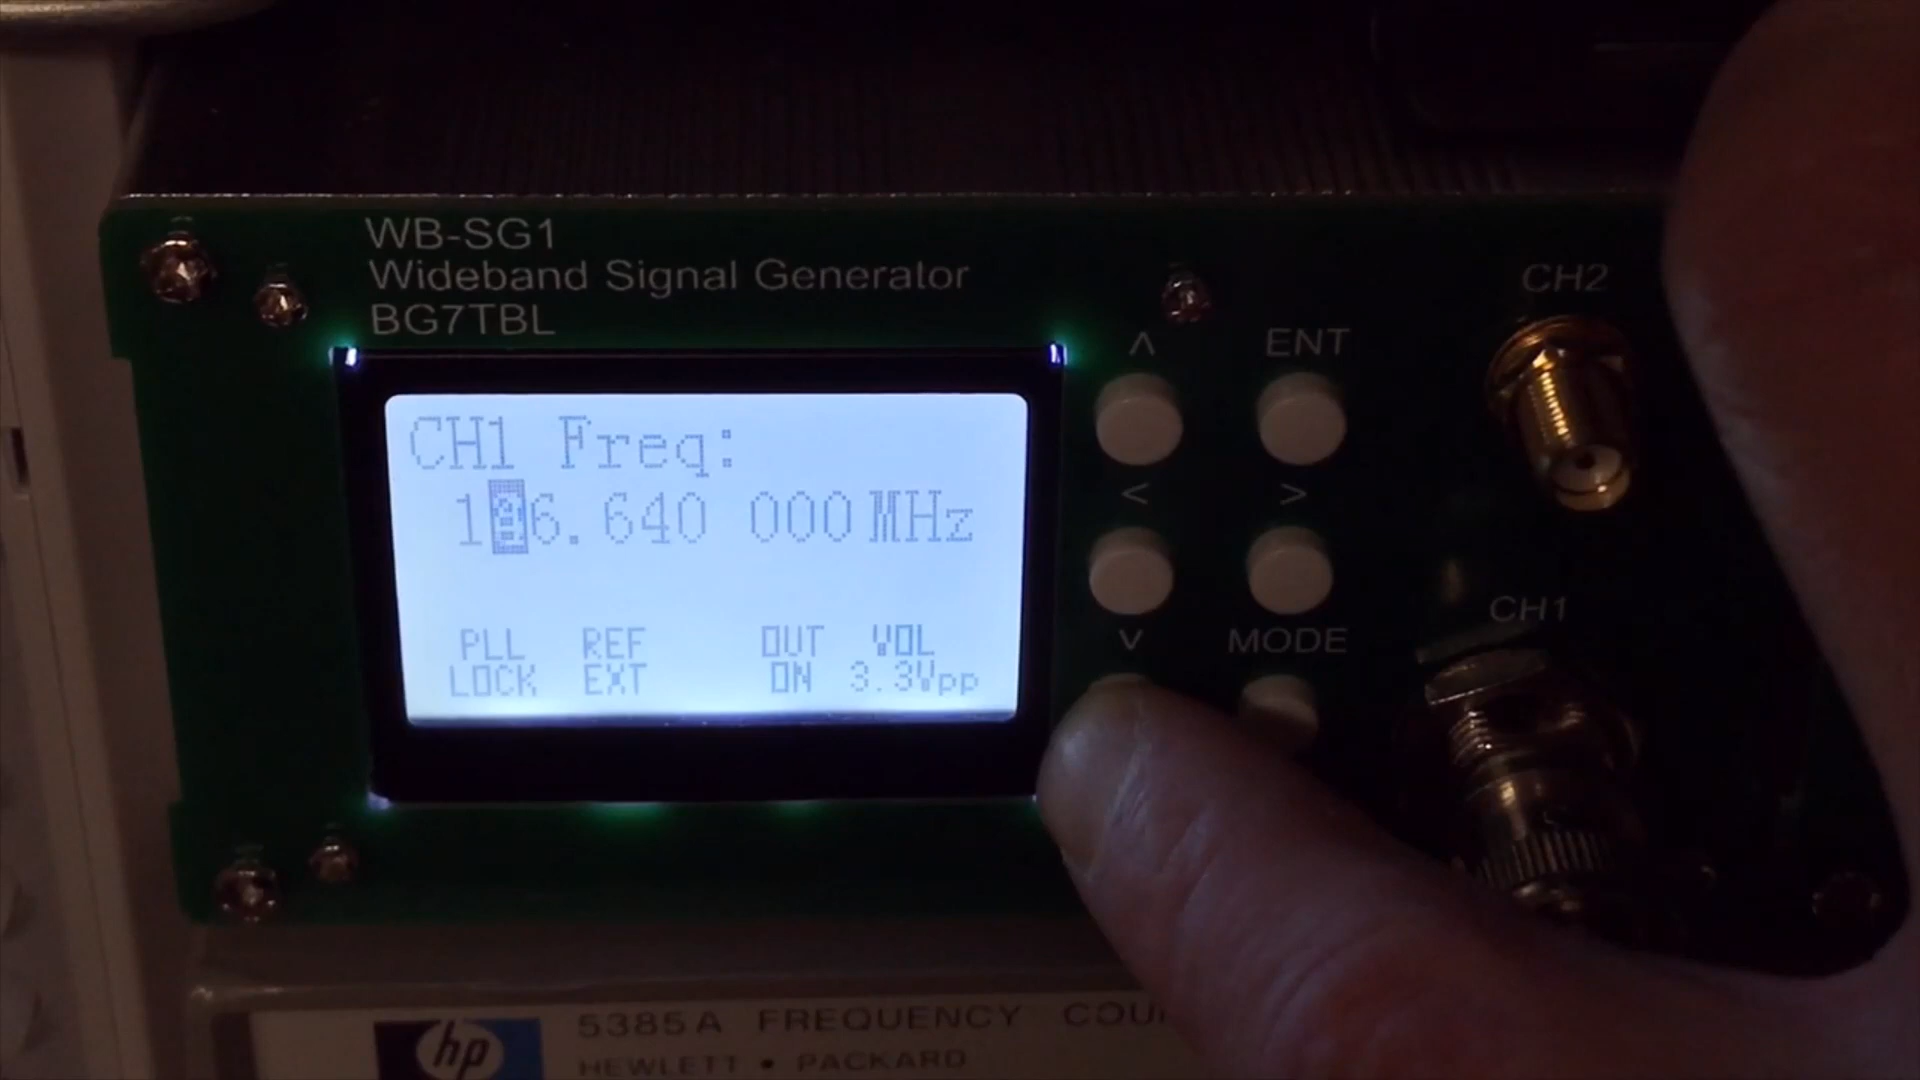 WB-SG1
Wideband Signal Generator
BG7TBL
CH1 Freq:
.640 000 MHz
PLL REF OUT VOL
LOCK EXT ON 3.3Vpp
ENT
MODE
CH2
CH1
hp
5385A FREQUENCY
HEWLETT • PACKARD